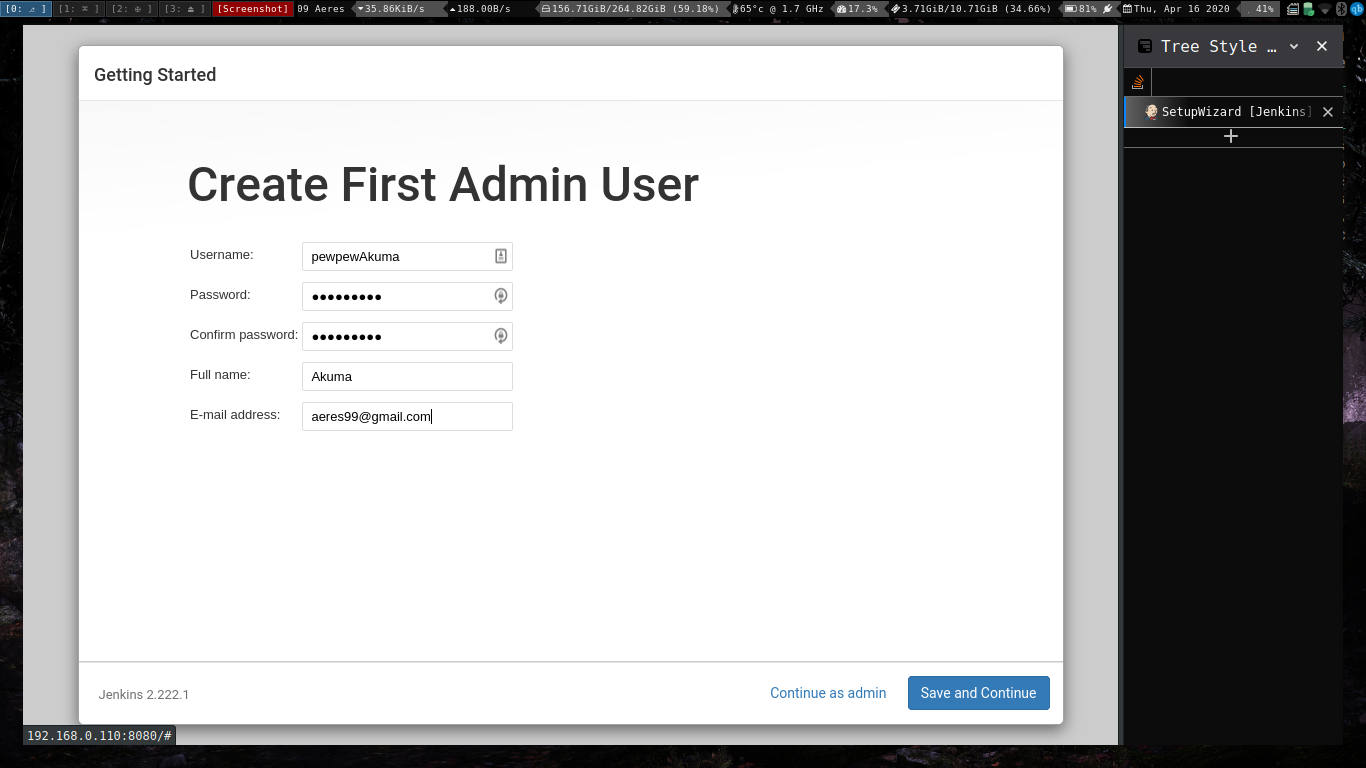 [0: ] [1: ⌘ ] [2: ✠ ] [3: ⏏ ] [Screenshot] 09 Aeres 35.86KiB/s 188.00B/s 156.71GiB/264.82GiB (59.18%) 65°c @ 1.7 GHz 17.3% 3.71GiB/10.71GiB (34.66%) 81% Thu, Apr 16 2020 41% qb
Getting Started
Tree Style …
SetupWizard [Jenkins]
Create First Admin User
Username: pewpewAkuma
Password: ●●●●●●●●●
Confirm password: ●●●●●●●●●
Full name: Akuma
E-mail address: aeres99@gmail.com
Jenkins 2.222.1
Continue as admin
Save and Continue
192.168.0.110:8080/#